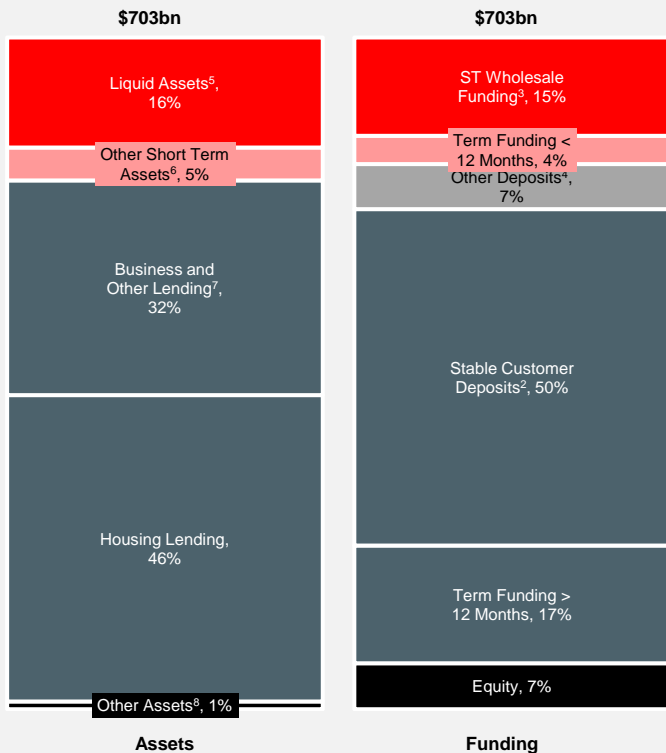 $703bn
Liquid Assets⁵,
16%
Other Short Term
Assets⁶, 5%
Business and
Other Lending⁷,
32%
Housing Lending,
46%
Other Assets⁸, 1%
Assets
$703bn
ST Wholesale
Funding³, 15%
Term Funding <
12 Months, 4%
Other Deposits⁴,
7%
Stable Customer
Deposits², 50%
Term Funding >
12 Months, 17%
Equity, 7%
Funding